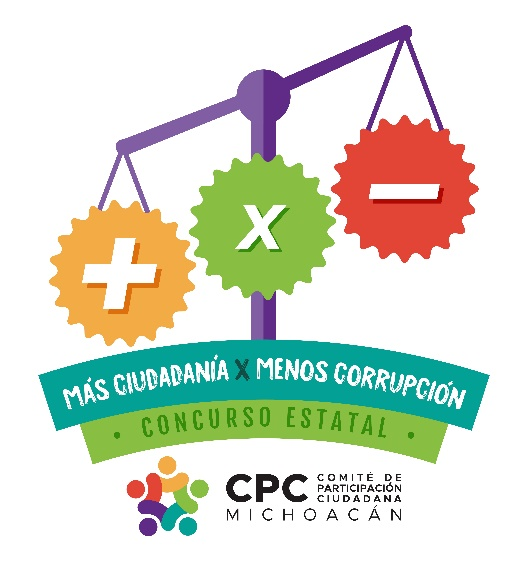 +
x
−
MÁS CIUDADANÍA X MENOS CORRUPCIÓN
• CONCURSO ESTATAL •
CPC COMITÉ DE
PARTICIPACIÓN
CIUDADANA
MICHOACÁN